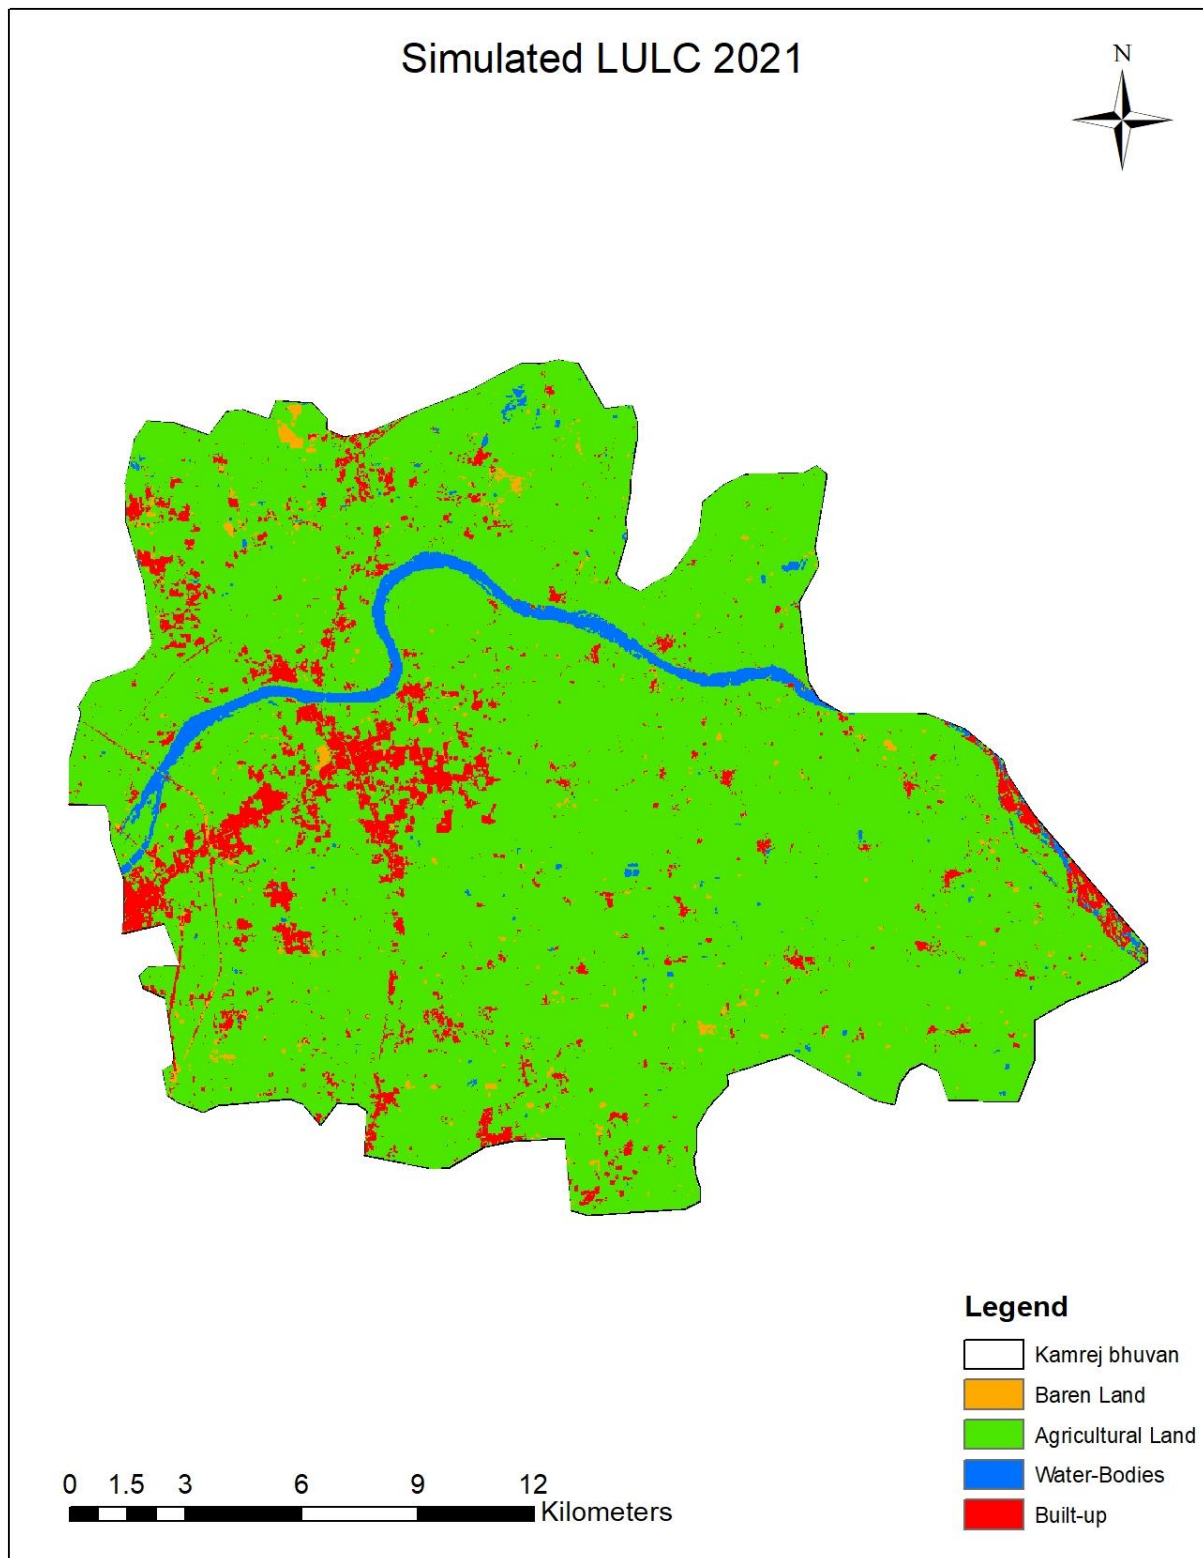 Simulated LULC 2021
N
Legend
Kamrej bhuvan
Baren Land
Agricultural Land
Water-Bodies
Built-up
0 1.5 3 6 9 12
Kilometers